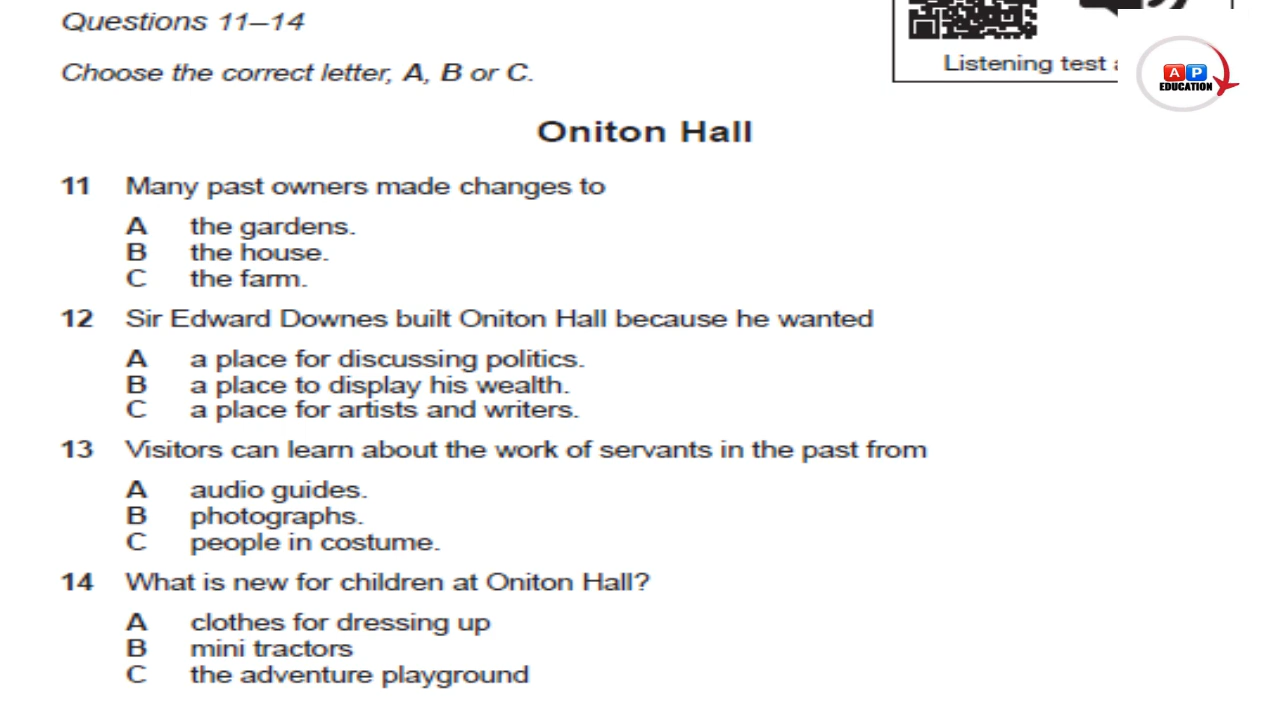 Questions 11–14
Listening test
Choose the correct letter, A, B or C.
A P
EDUCATION
Oniton Hall
11 Many past owners made changes to
A the gardens.
B the house.
C the farm.
12 Sir Edward Downes built Oniton Hall because he wanted
A a place for discussing politics.
B a place to display his wealth.
C a place for artists and writers.
13 Visitors can learn about the work of servants in the past from
A audio guides.
B photographs.
C people in costume.
14 What is new for children at Oniton Hall?
A clothes for dressing up
B mini tractors
C the adventure playground